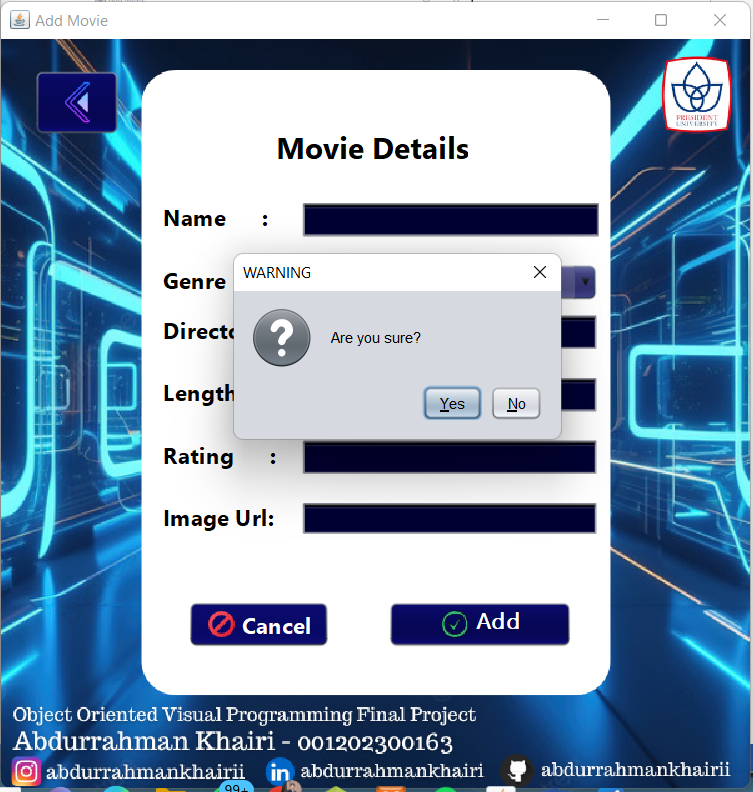 Add Movie
PRESIDENT
UNIVERSITY
Movie Details
Name :
Genre
WARNING
Are you sure?
Yes No
Length
Rating :
Image Url:
Cancel Add
Object Oriented Visual Programming Final Project
Abdurrahman Khairi - 001202300163
abdurrahmankhairii abdurrahmankhairi abdurrahmankhairii
99+